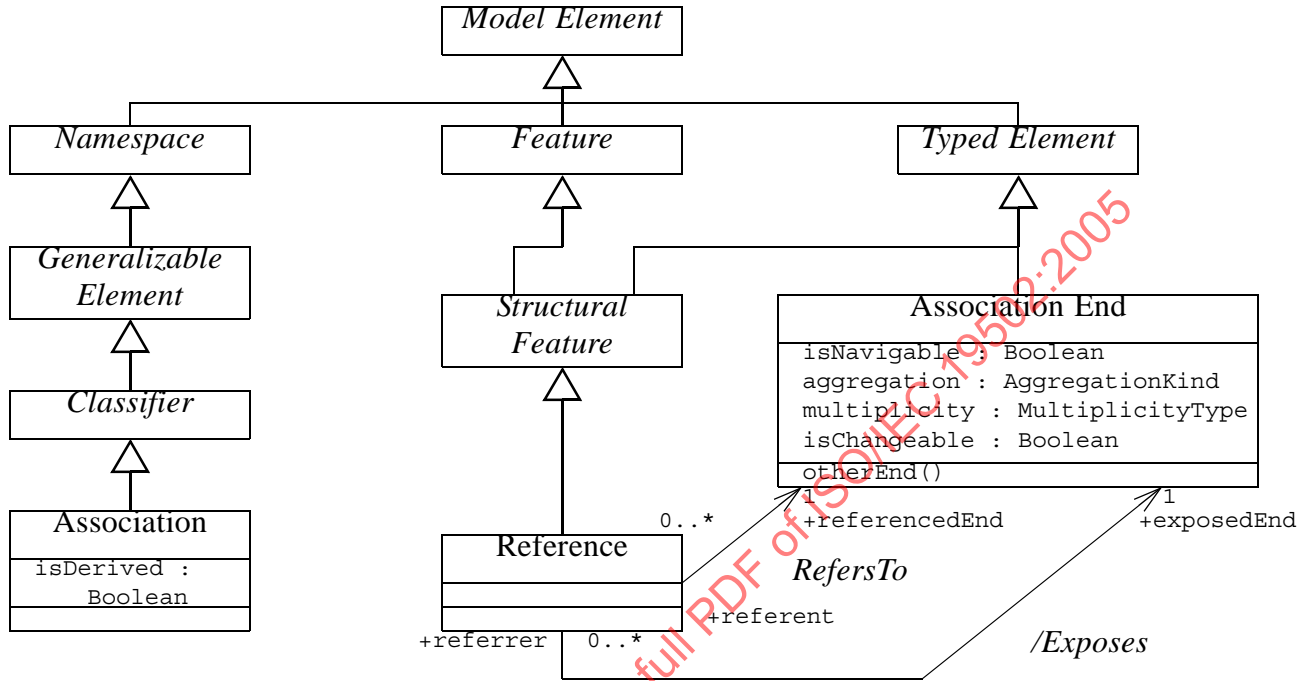 Model Element
Namespace
Feature
Typed Element
Generalizable
Element
Structural
Feature
Association End
isNavigable : Boolean
aggregation : AggregationKind
multiplicity : MultiplicityType
isChangeable : Boolean
otherEnd()
Classifier
Association
isDerived :
Boolean
Reference
0..*
1
+referencedEnd
1
+exposedEnd
RefersTo
+referent
+referrer
0..*
/Exposes
full PDF of ISO/IEC 19502:2005